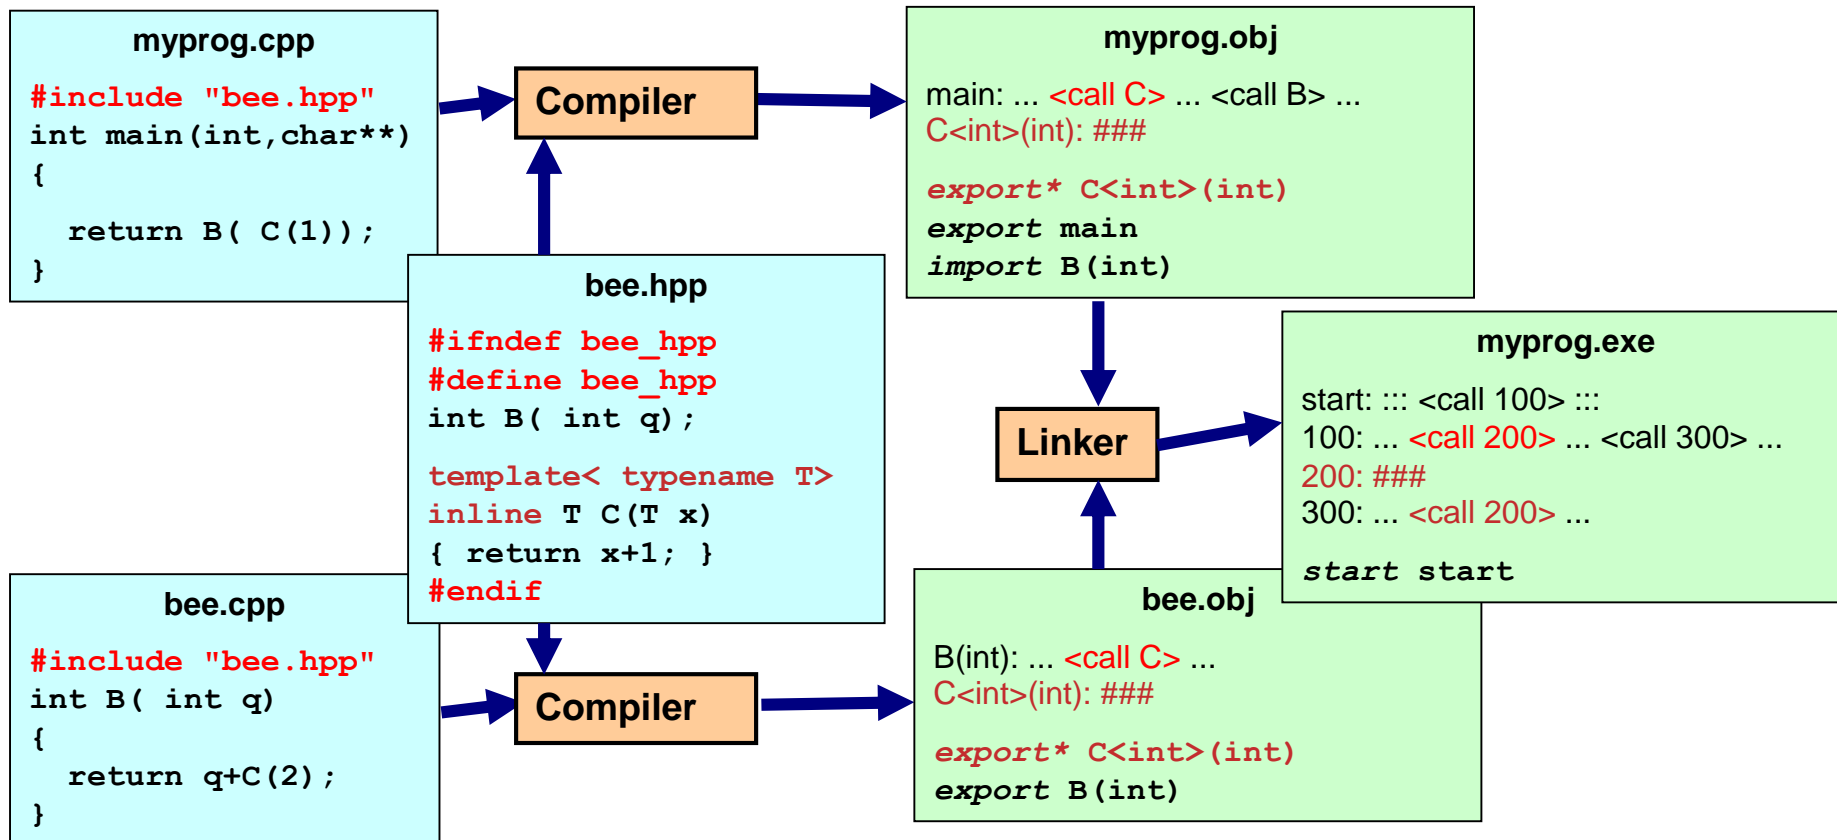 myprog.cpp
#include "bee.hpp"
int main(int,char**)
{
return B( C(1));
}
Compiler
myprog.obj
main: ... <call C> ... <call B> ...
C<int>(int): ###
export* C<int>(int)
export main
import B(int)
bee.hpp
#ifndef bee_hpp
#define bee_hpp
int B( int q);
template< typename T>
inline T C(T x)
{ return x+1; }
#endif
Linker
myprog.exe
start: ::: <call 100> :::
100: ... <call 200> ... <call 300> ...
200: ###
300: ... <call 200> ...
start start
bee.cpp
#include "bee.hpp"
int B( int q)
{
return q+C(2);
}
Compiler
bee.obj
B(int): ... <call C> ...
C<int>(int): ###
export* C<int>(int)
export B(int)